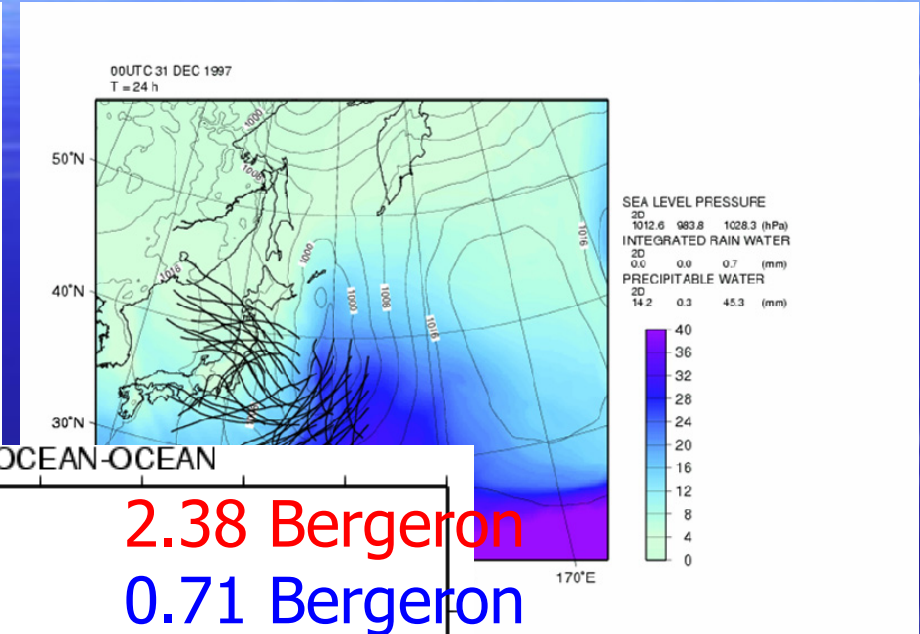 00UTC 31 DEC 1997
T = 24 h
1000
1008
50°N
SEA LEVEL PRESSURE
2D
1012.6 983.8 1028.3 (hPa)
INTEGRATED RAIN WATER
2D
0.0 0.0 0.7 (mm)
PRECIPITABLE WATER
2D
14.2 0.3 45.3 (mm)
1016
1000
1016
40°N
1000
1008
1016
40
36
32
28
24
20
16
12
8
4
0
30°N
170°E
OCEAN-OCEAN
2.38 Bergeron
0.71 Bergeron